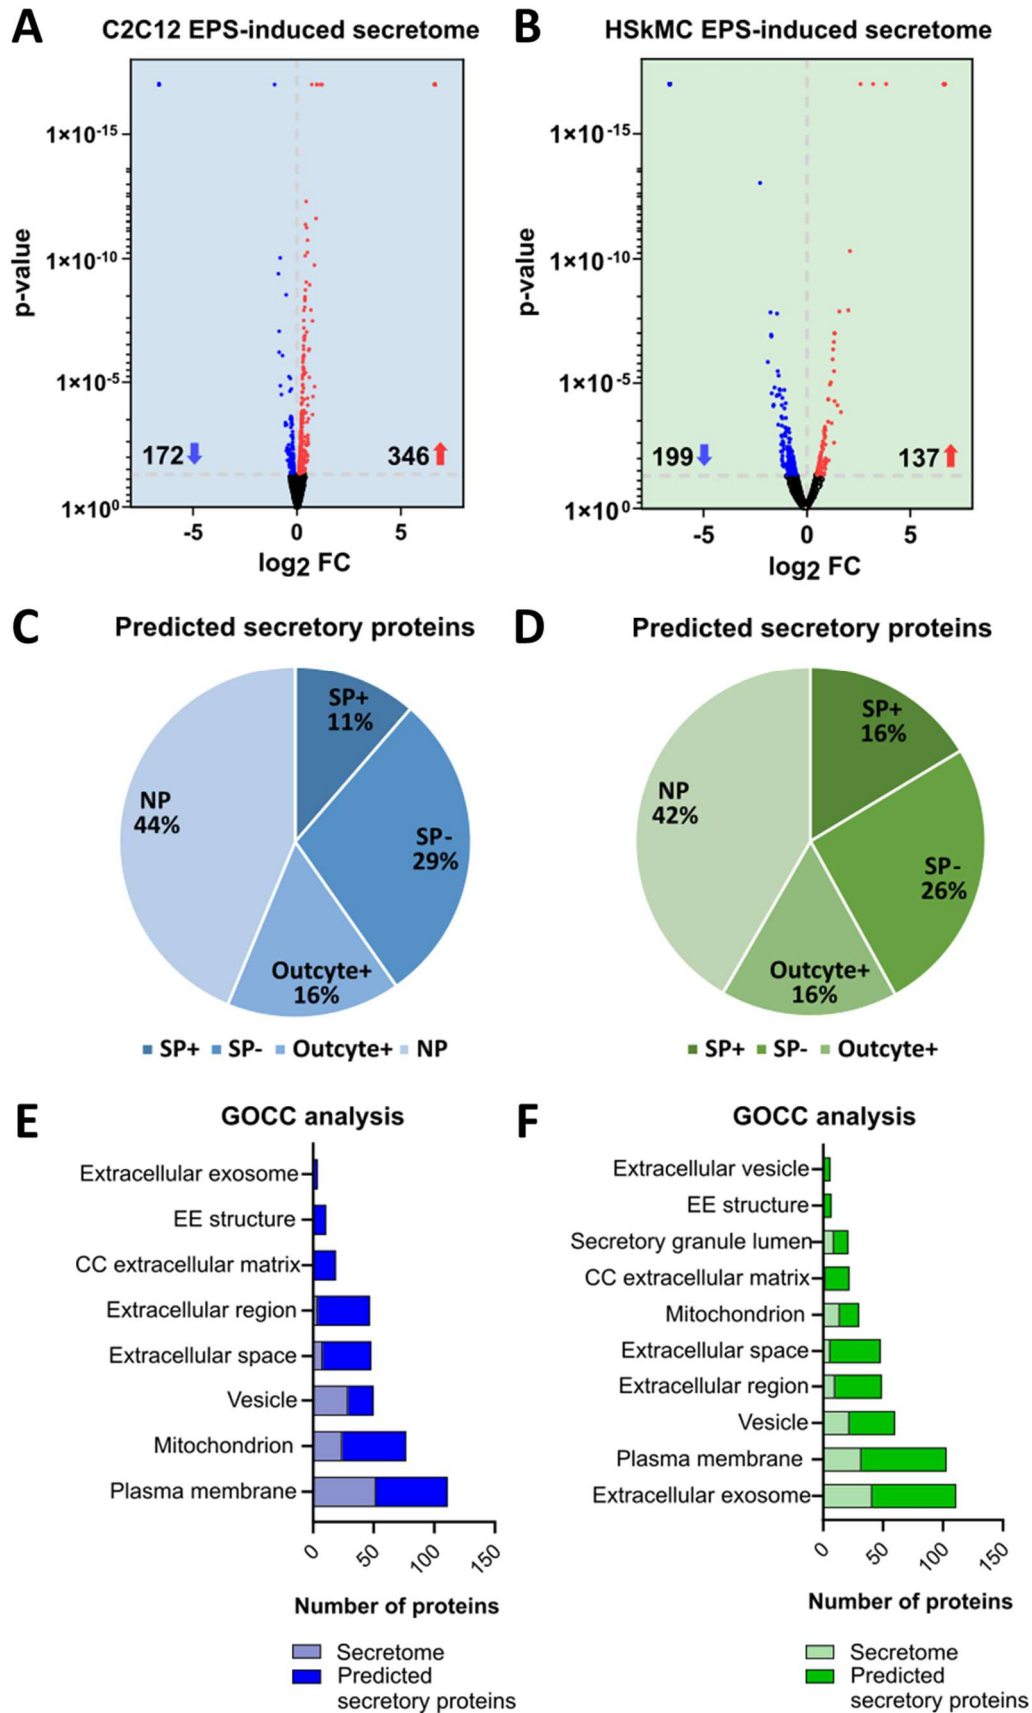 A
C2C12 EPS-induced secretome
1×10-15
1×10-10
1×10-5
1×100
p-value
172
346
-5 0 5
log2 FC
B
HSkMC EPS-induced secretome
1×10-15
1×10-10
1×10-5
1×100
p-value
199
137
-5 0 5
log2 FC
C
Predicted secretory proteins
SP+
11%
SP-
29%
Outcyte+
16%
NP
44%
SP+ SP- Outcyte+ NP
D
Predicted secretory proteins
SP+
16%
SP-
26%
Outcyte+
16%
NP
42%
SP+ SP- Outcyte+
E
GOCC analysis
Extracellular exosome
EE structure
CC extracellular matrix
Extracellular region
Extracellular space
Vesicle
Mitochondrion
Plasma membrane
0 50 100 150
Number of proteins
Secretome
Predicted
secretory proteins
F
GOCC analysis
Extracellular vesicle
EE structure
Secretory granule lumen
CC extracellular matrix
Mitochondrion
Extracellular space
Extracellular region
Vesicle
Plasma membrane
Extracellular exosome
0 50 100 150
Number of proteins
Secretome
Predicted
secretory proteins